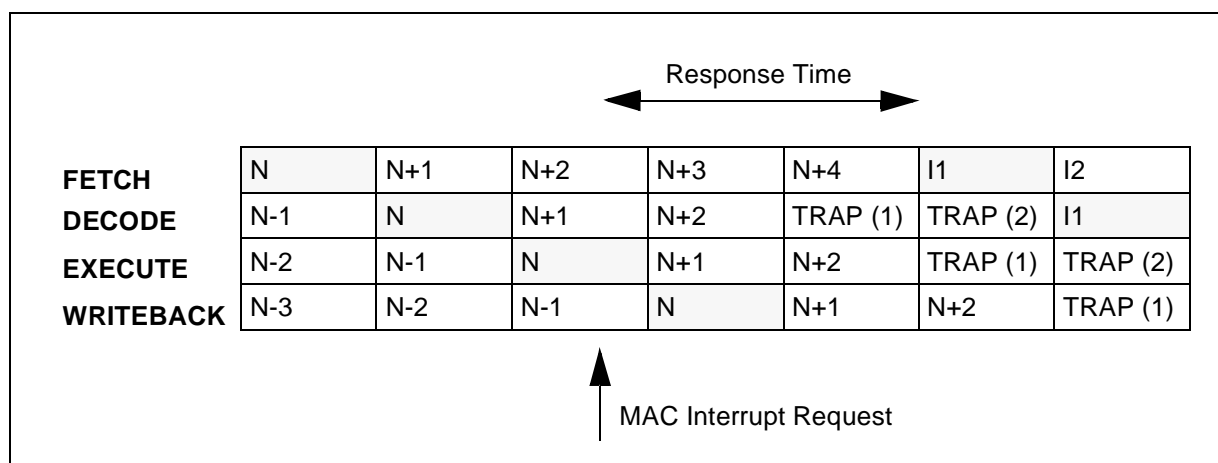 Response Time
FETCH N N+1 N+2 N+3 N+4 I1 I2
DECODE N-1 N N+1 N+2 TRAP (1) TRAP (2) I1
EXECUTE N-2 N-1 N N+1 N+2 TRAP (1) TRAP (2)
WRITEBACK N-3 N-2 N-1 N N+1 N+2 TRAP (1)
MAC Interrupt Request